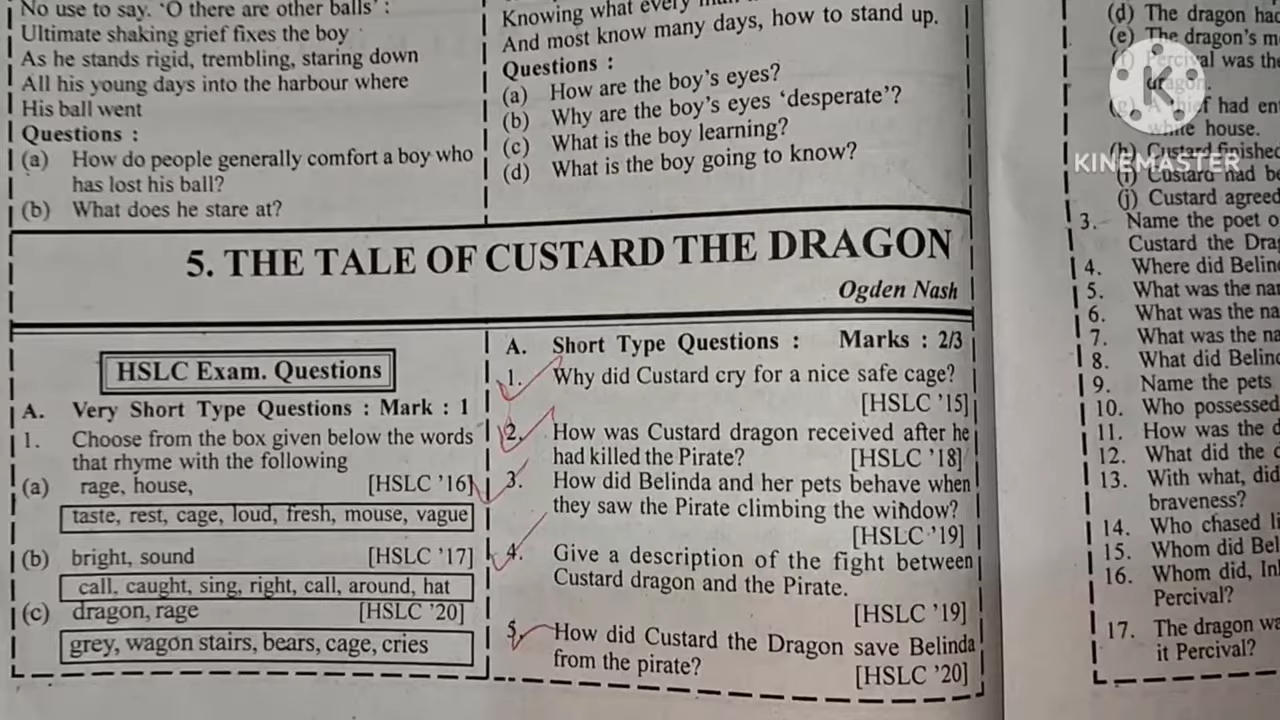 No use to say. 'O there are other balls' :
Ultimate shaking grief fixes the boy
As he stands rigid, trembling, staring down
All his young days into the harbour where
His ball went
Questions :
(a) How do people generally comfort a boy who
has lost his ball?
(b) What does he stare at?
Knowing what every
And most know many days, how to stand up.
Questions :
(a) How are the boy's eyes?
(b) Why are the boy's eyes 'desperate'?
(c) What is the boy learning?
(d) What is the boy going to know?
5. THE TALE OF CUSTARD THE DRAGON
Ogden Nash
HSLC Exam. Questions
A. Very Short Type Questions : Mark : 1
1. Choose from the box given below the words
that rhyme with the following
(a) rage, house, [HSLC '16]
taste, rest, cage, loud, fresh, mouse, vague
(b) bright, sound [HSLC '17]
call, caught, sing, right, call, around, hat
(c) dragon, rage [HSLC '20]
grey, wagon stairs, bears, cage, cries
A. Short Type Questions : Marks : 2/3
1. Why did Custard cry for a nice safe cage?
[HSLC '15]
2. How was Custard dragon received after he
had killed the Pirate? [HSLC '18]
3. How did Belinda and her pets behave when
they saw the Pirate climbing the window?
[HSLC '19]
4. Give a description of the fight between
Custard dragon and the Pirate.
[HSLC '19]
5. How did Custard the Dragon save Belinda
from the pirate? [HSLC '20]
(d) The dragon had
(e) The dragon's
(f) Percival was the
dragon.
(g) A thief had
white house.
(h) Custard finished
(i) Custard had
(j) Custard agreed
3. Name the poet
Custard the
4. Where did
5. What was the
6. What was the
7. What was the
8. What did
9. Name the pets
10. Who possessed
11. How was the
12. What did the
13. With what, did
braveness?
14. Who chased
15. Whom did
16. Whom did,
Percival?
17. The dragon
it Percival?
K
KINEMASTER